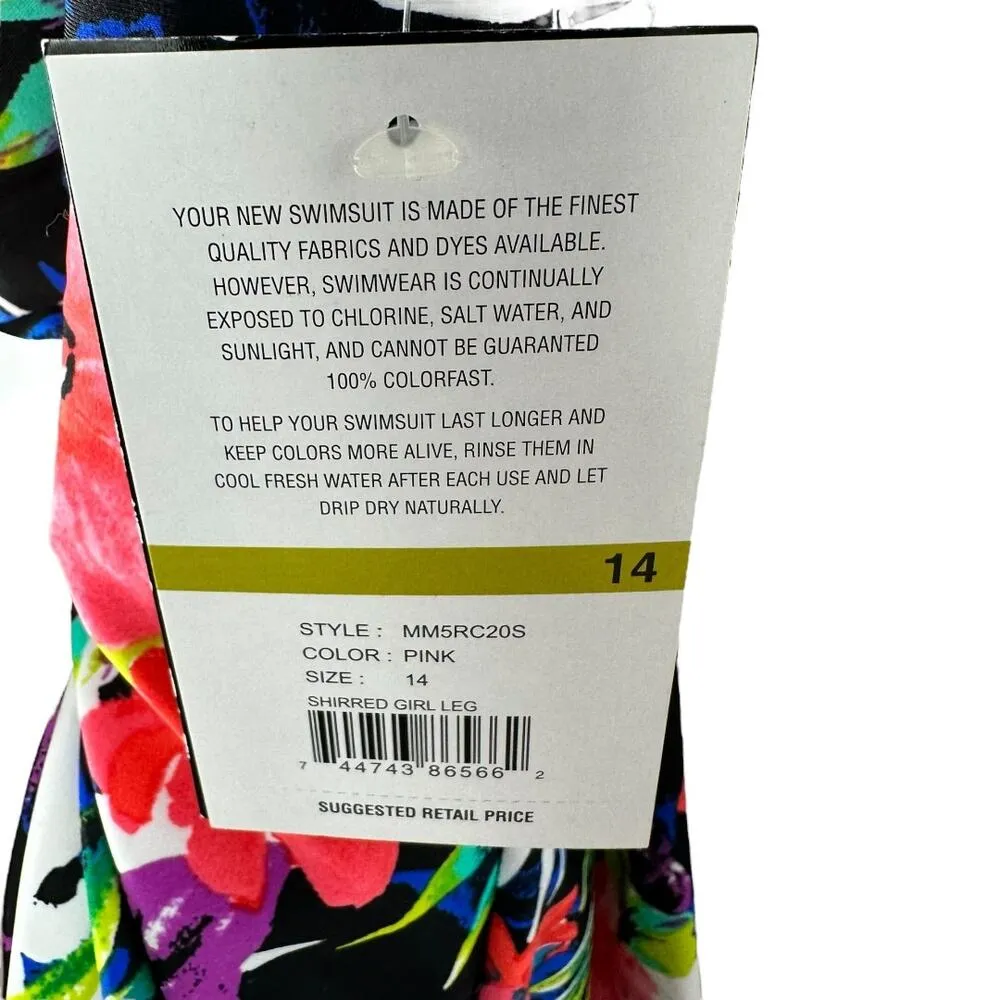 YOUR NEW SWIMSUIT IS MADE OF THE FINEST
QUALITY FABRICS AND DYES AVAILABLE.
HOWEVER, SWIMWEAR IS CONTINUALLY
EXPOSED TO CHLORINE, SALT WATER, AND
SUNLIGHT, AND CANNOT BE GUARANTED
100% COLORFAST.
TO HELP YOUR SWIMSUIT LAST LONGER AND
KEEP COLORS MORE ALIVE, RINSE THEM IN
COOL FRESH WATER AFTER EACH USE AND LET
DRIP DRY NATURALLY.
14
STYLE : MM5RC20S
COLOR : PINK
SIZE : 14
SHIRRED GIRL LEG
7 44743 86566 2
SUGGESTED RETAIL PRICE